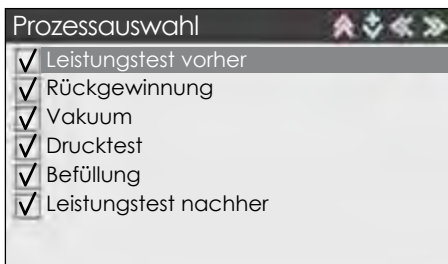 Prozessauswahl
Leistungstest vorher
Rückgewinnung
Vakuum
Drucktest
Befüllung
Leistungstest nachher